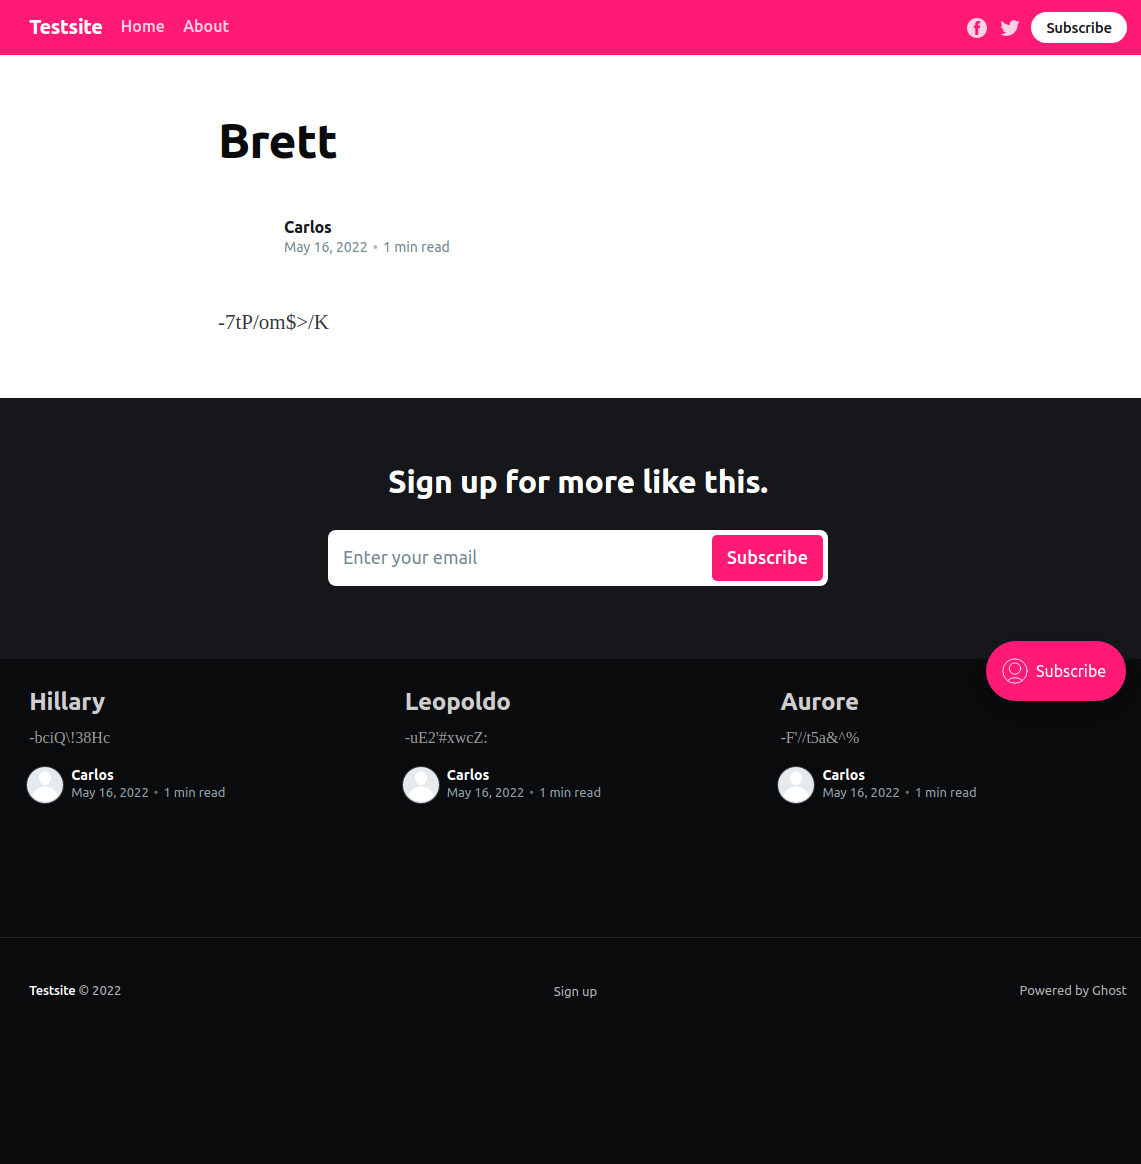 Testsite Home About Subscribe
Brett
Carlos
May 16, 2022 • 1 min read
-7tP/om$>/K
Sign up for more like this.
Enter your email Subscribe
Subscribe
Hillary
-bciQ\!38Hc
Carlos
May 16, 2022 • 1 min read
Leopoldo
-uE2'#xwcZ:
Carlos
May 16, 2022 • 1 min read
Aurore
-F'//t5a&^%
Carlos
May 16, 2022 • 1 min read
Testsite © 2022 Sign up Powered by Ghost